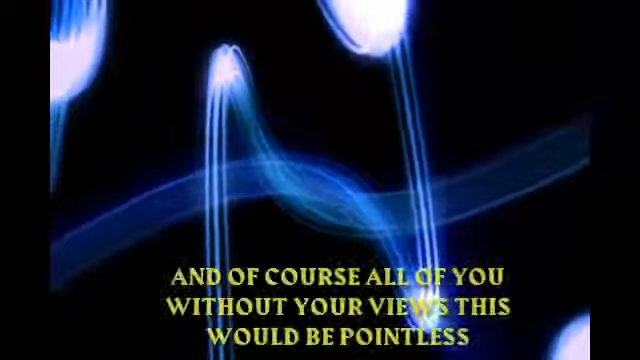 AND OF COURSE ALL OF YOU
WITHOUT YOUR VIEWS THIS
WOULD BE POINTLESS